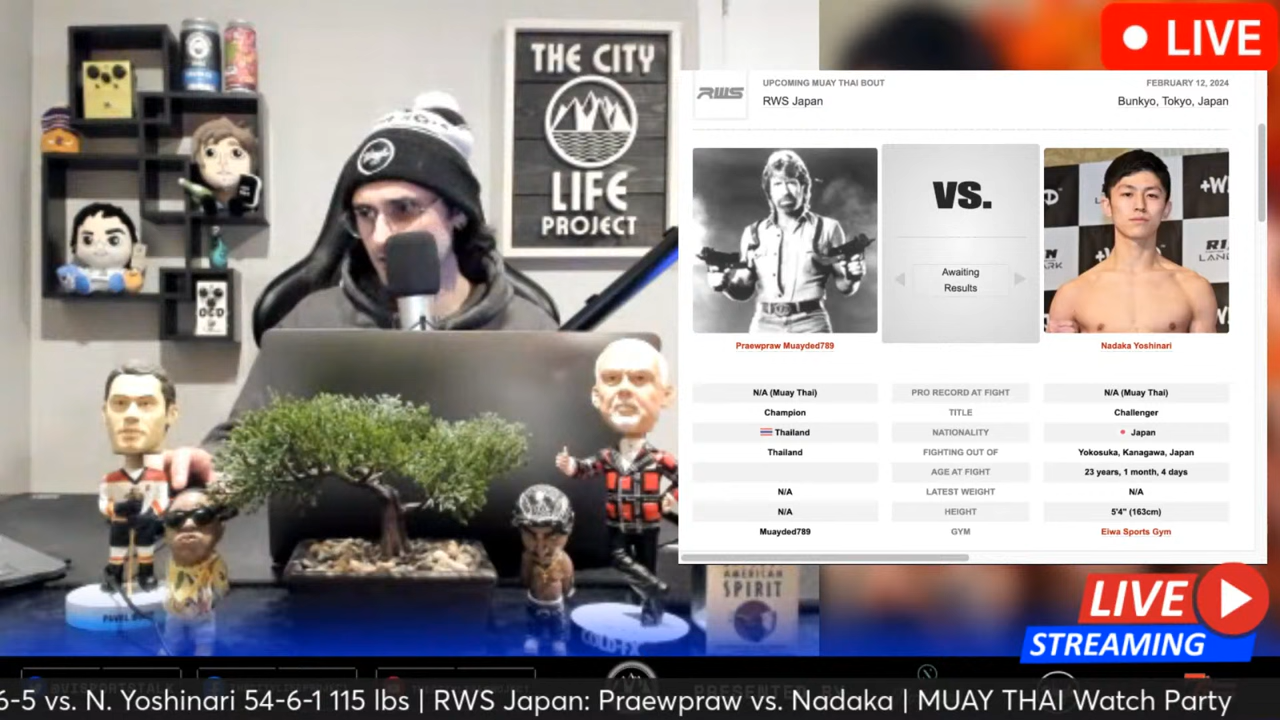 LIVE
THE CITY
LIFE
PROJECT
RWS
UPCOMING MUAY THAI BOUT
FEBRUARY 12, 2024
RWS Japan
Bunkyo, Tokyo, Japan
VS.
Awaiting
Results
Praewpraw Muayded789
Nadaka Yoshinari
N/A (Muay Thai) PRO RECORD AT FIGHT N/A (Muay Thai)
Champion TITLE Challenger
Thailand NATIONALITY Japan
Thailand FIGHTING OUT OF Yokosuka, Kanagawa, Japan
AGE AT FIGHT 23 years, 1 month, 4 days
N/A LATEST WEIGHT N/A
N/A HEIGHT 5'4" (163cm)
Muayded789 GYM Eiwa Sports Gym
AMERICAN
SPIRIT
COLD-FX
LIVE
STREAMING
6-5 vs. N. Yoshinari 54-6-1 115 lbs | RWS Japan: Praewpraw vs. Nadaka | MUAY THAI Watch Party